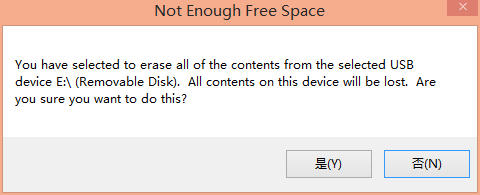 Not Enough Free Space
You have selected to erase all of the contents from the selected USB
device E:\ (Removable Disk).  All contents on this device will be lost.  Are
you sure you want to do this?
是(Y)
否(N)